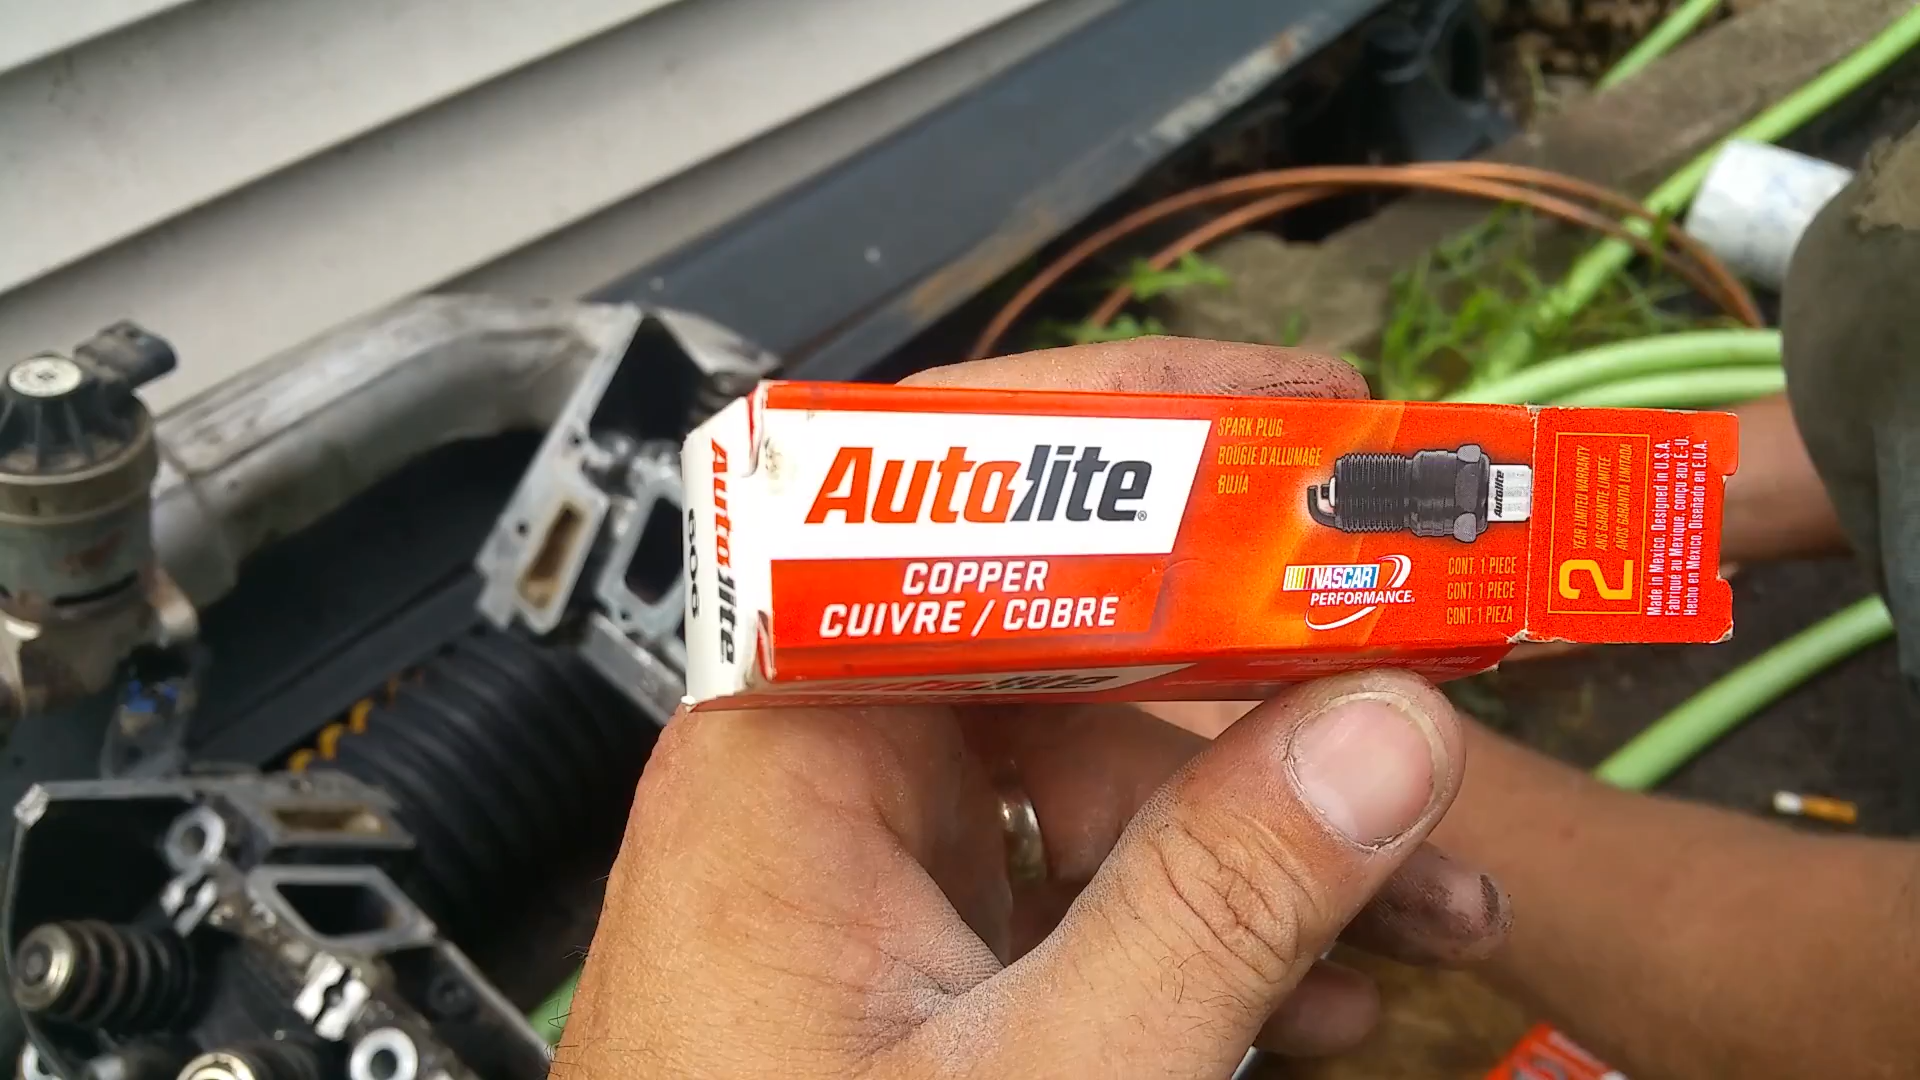 Autolite
606
Autolite®
COPPER
CUIVRE / COBRE
SPARK PLUG
BOUGIE D'ALLUMAGE
BUJIA
Autolite
NASCAR
PERFORMANCE.
CONT. 1 PIECE
CONT. 1 PIECE
CONT. 1 PIEZA
2
YEAR LIMITED WARRANTY
ANS GARANTIE LIMITÉE
AÑOS GARANTÍA LIMITADA
Made in Mexico. Designed in U.S.A.
Fabriqué au Mexique, conçu aux E.-U.
Hecho en México. Diseñado en E.U.A.
Autolite